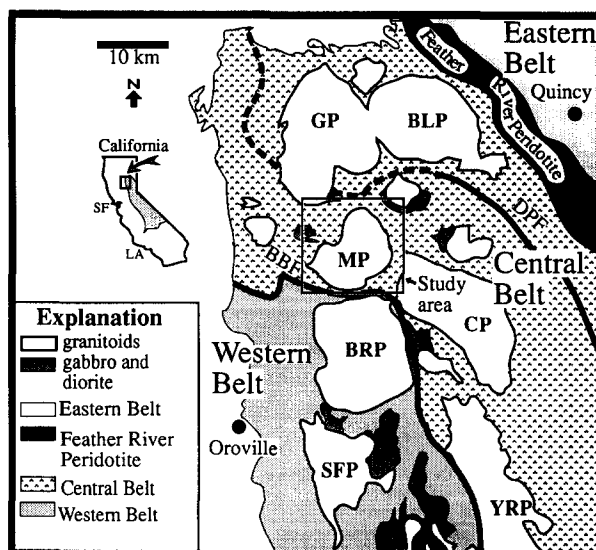 10 km
N
California
SF
LA
Eastern
Belt
Quincy
Feather
River Peridotite
GP
BLP
DPF
BBF
MP
Study
area
Central
Belt
CP
Western
Belt
BRP
Oroville
SFP
YRP
Explanation
granitoids
gabbro and
diorite
Eastern Belt
Feather River
Peridotite
Central Belt
Western Belt